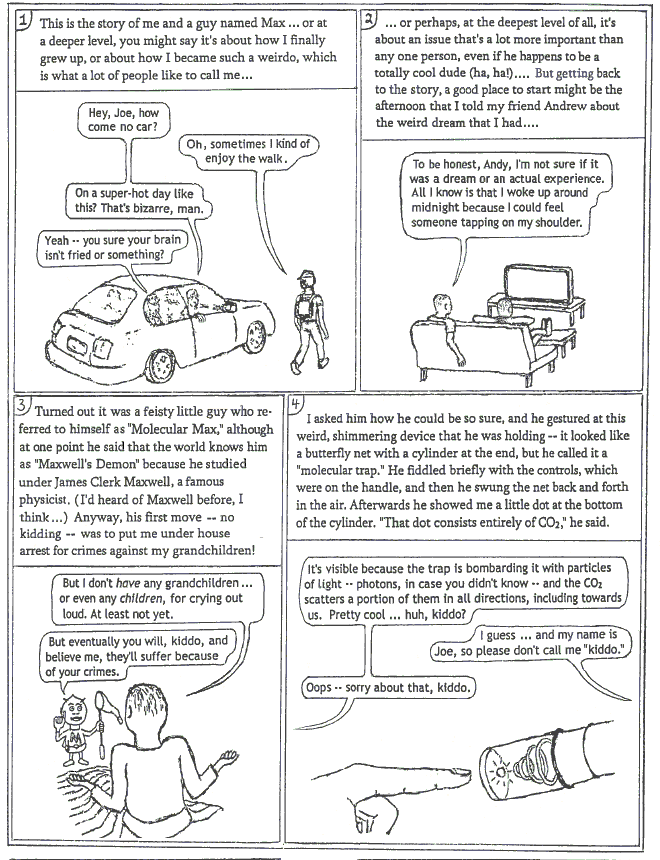 1
This is the story of me and a guy named Max ... or at
a deeper level, you might say it's about how I finally
grew up, or about how I became such a weirdo, which
is what a lot of people like to call me...
Hey, Joe, how
come no car?
Oh, sometimes I kind of
enjoy the walk.
On a super-hot day like
this? That's bizarre, man.
Yeah -- you sure your brain
isn't fried or something?
2
... or perhaps, at the deepest level of all, it's
about an issue that's a lot more important than
any one person, even if he happens to be a
totally cool dude (ha, ha!).... But getting back
to the story, a good place to start might be the
afternoon that I told my friend Andrew about
the weird dream that I had....
To be honest, Andy, I'm not sure if it
was a dream or an actual experience.
All I know is that I woke up around
midnight because I could feel
someone tapping on my shoulder.
3
Turned out it was a feisty little guy who re-
ferred to himself as "Molecular Max," although
at one point he said that the world knows him
as "Maxwell's Demon" because he studied
under James Clerk Maxwell, a famous
physicist. (I'd heard of Maxwell before, I
think...) Anyway, his first move -- no
kidding -- was to put me under house
arrest for crimes against my grandchildren!
But I don't have any grandchildren ...
or even any children, for crying out
loud. At least not yet.
But eventually you will, kiddo, and
believe me, they'll suffer because
of your crimes.
M
4
I asked him how he could be so sure, and he gestured at this
weird, shimmering device that he was holding -- it looked like
a butterfly net with a cylinder at the end, but he called it a
"molecular trap." He fiddled briefly with the controls, which
were on the handle, and then he swung the net back and forth
in the air. Afterwards he showed me a little dot at the bottom
of the cylinder. "That dot consists entirely of CO₂," he said.
It's visible because the trap is bombarding it with particles
of light -- photons, in case you didn't know -- and the CO₂
scatters a portion of them in all directions, including towards
us. Pretty cool ... huh, kiddo?
I guess ... and my name is
Joe, so please don't call me "kiddo."
Oops -- sorry about that, kiddo.